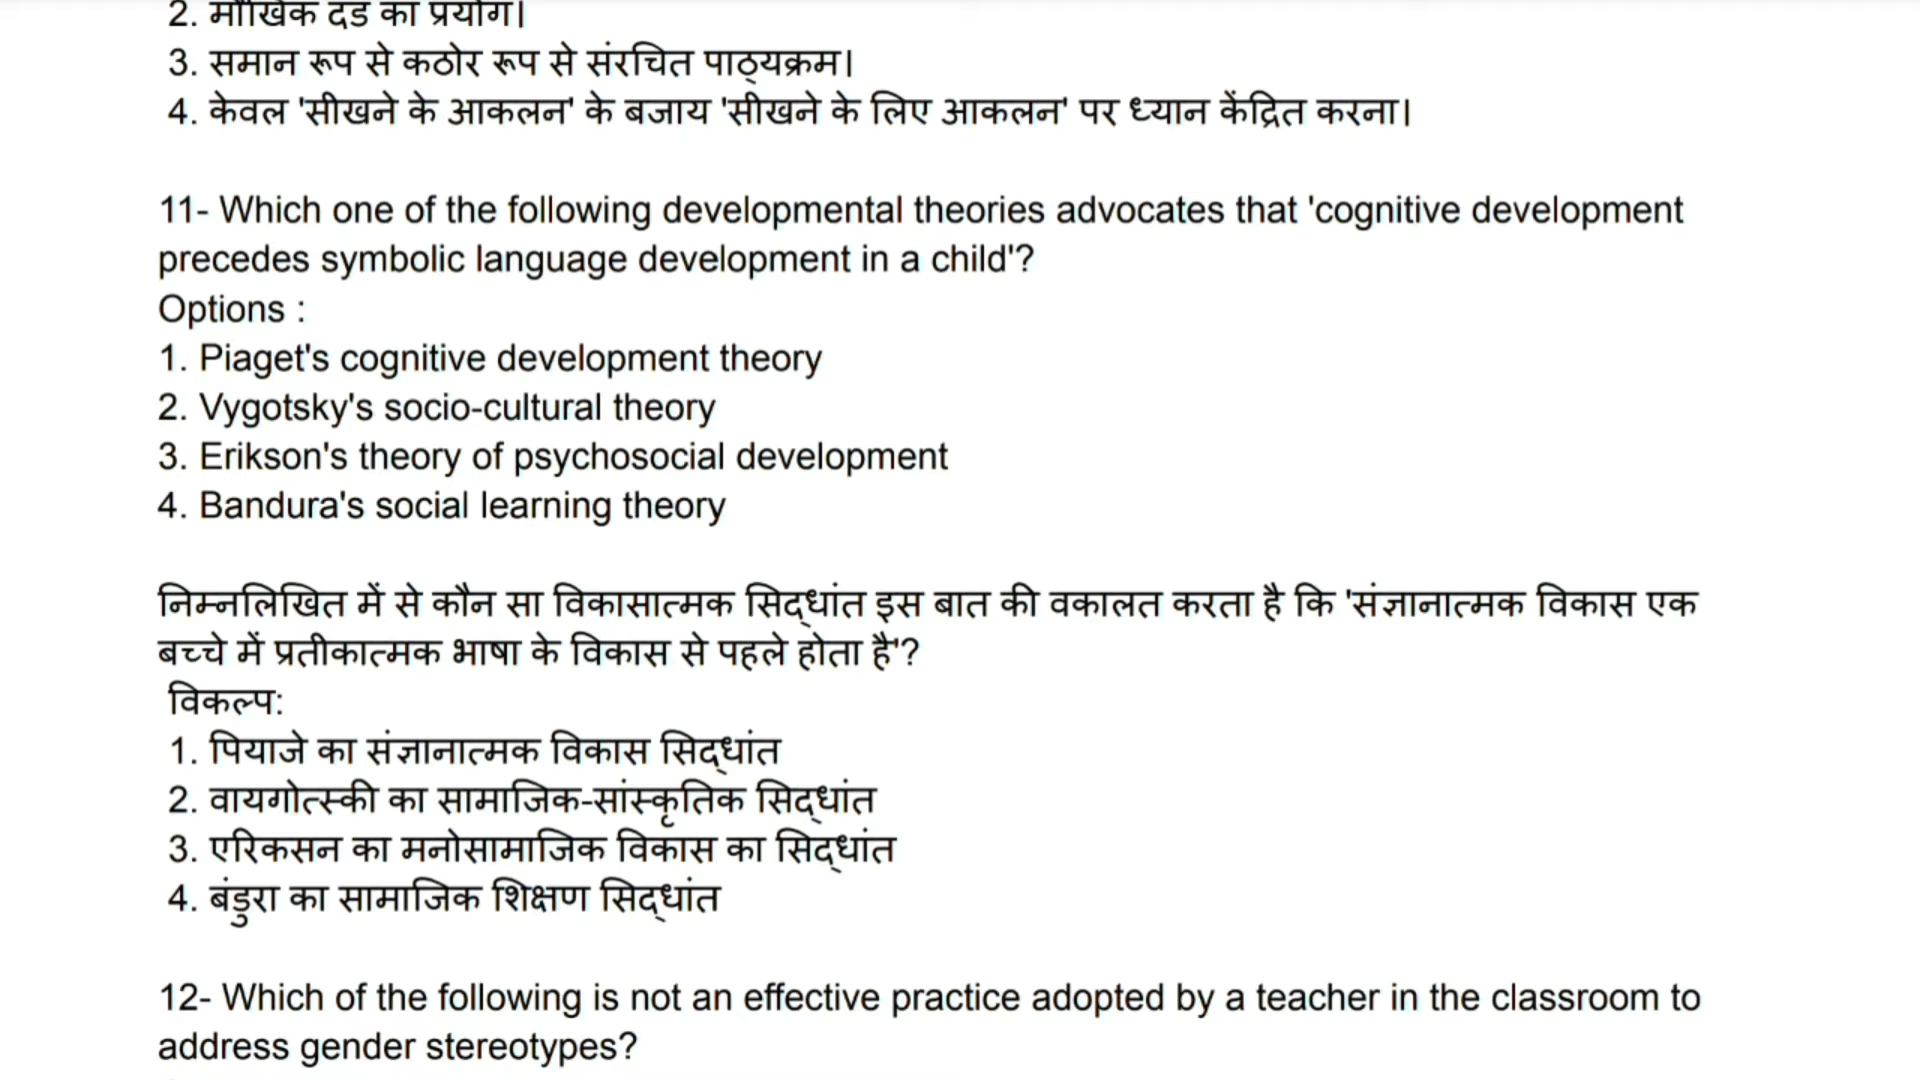 2. मौखिक दंड का प्रयोग।
3. समान रूप से कठोर रूप से संरचित पाठ्यक्रम।
4. केवल 'सीखने के आकलन' के बजाय 'सीखने के लिए आकलन' पर ध्यान केंद्रित करना।
11- Which one of the following developmental theories advocates that 'cognitive development
precedes symbolic language development in a child'?
Options :
1. Piaget's cognitive development theory
2. Vygotsky's socio-cultural theory
3. Erikson's theory of psychosocial development
4. Bandura's social learning theory
निम्नलिखित में से कौन सा विकासात्मक सिद्धांत इस बात की वकालत करता है कि 'संज्ञानात्मक विकास एक
बच्चे में प्रतीकात्मक भाषा के विकास से पहले होता है'?
विकल्प:
1. पियाजे का संज्ञानात्मक विकास सिद्धांत
2. वायगोत्स्की का सामाजिक-सांस्कृतिक सिद्धांत
3. एरिकसन का मनोसामाजिक विकास का सिद्धांत
4. बंडुरा का सामाजिक शिक्षण सिद्धांत
12- Which of the following is not an effective practice adopted by a teacher in the classroom to
address gender stereotypes?